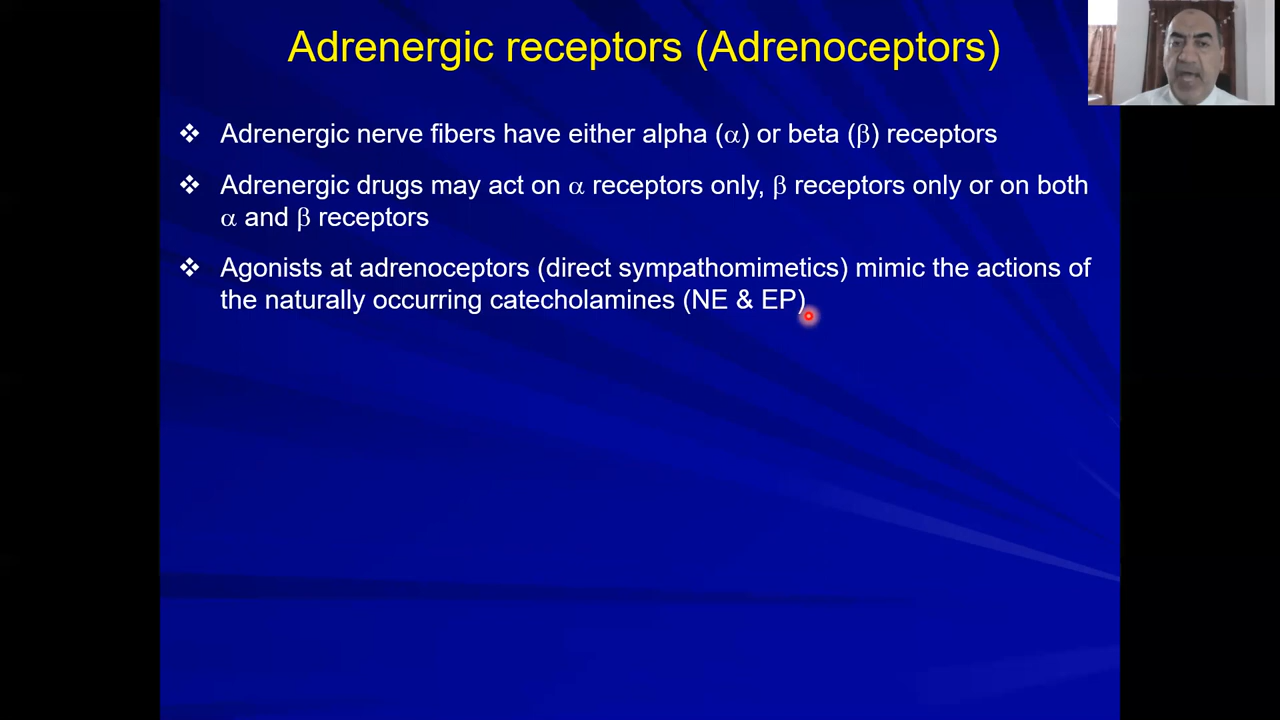 Adrenergic receptors (Adrenoceptors)
❖ Adrenergic nerve fibers have either alpha (α) or beta (β) receptors
❖ Adrenergic drugs may act on α receptors only, β receptors only or on both
α and β receptors
❖ Agonists at adrenoceptors (direct sympathomimetics) mimic the actions of
the naturally occurring catecholamines (NE & EP)